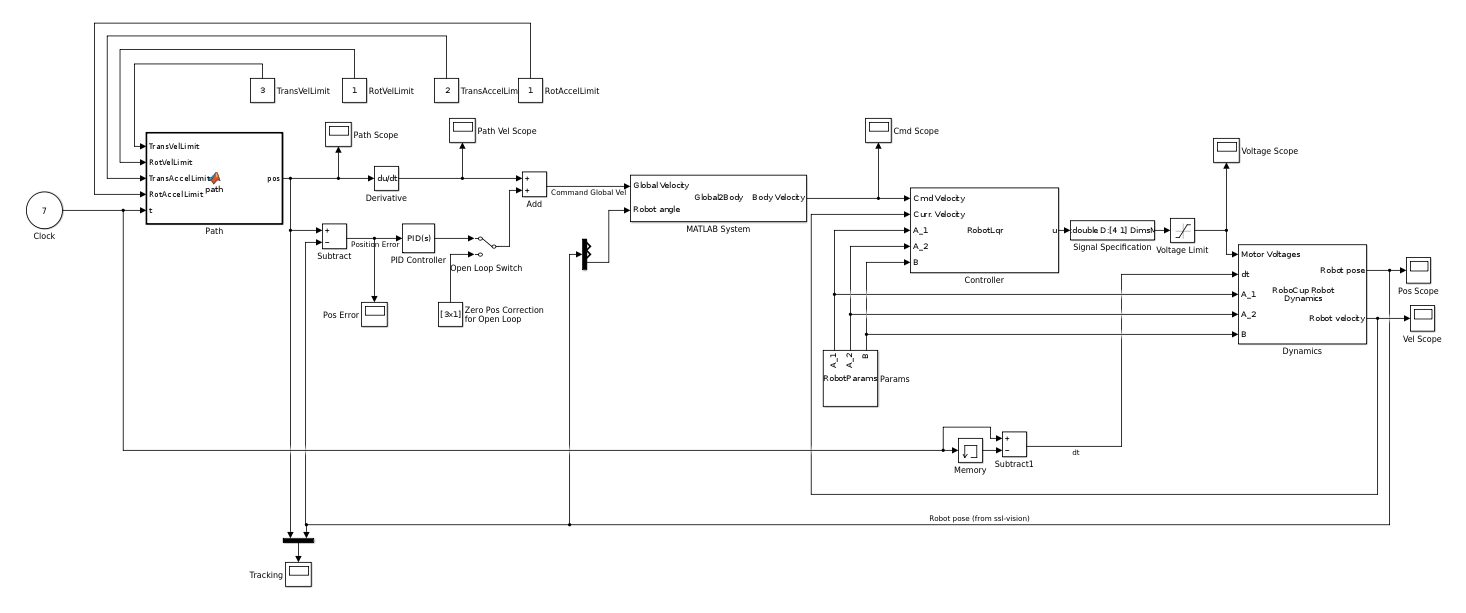 3
TransVelLimit
1
RotVelLimit
2
TransAccelLim
1
RotAccelLimit
Path Scope
Path Vel Scope
Cmd Scope
Voltage Scope
TransVelLimit
RotVelLimit
TransAccelLimit
RotAccelLimit
t
path
pos
Path
7
Clock
du/dt
Derivative
+
+
Add
Command Global Vel
+
−
Subtract
Position Error
PID(s)
PID Controller
Open Loop Switch
Pos Error
[3x1]
Zero Pos Correction
for Open Loop
Global Velocity
Robot angle
Global2Body
Body Velocity
MATLAB System
Cmd Velocity
Curr. Velocity
A_1
A_2
B
RobotLqr
u
Controller
double D:[4 1] Dims
Signal Specification
Voltage Limit
Motor Voltages
dt
A_1
A_2
B
RoboCup Robot
Dynamics
Robot pose
Robot velocity
Dynamics
Pos Scope
Vel Scope
A_1
A_2
B
RobotParams
Params
Memory
+
−
Subtract1
dt
Robot pose (from ssl-vision)
Tracking